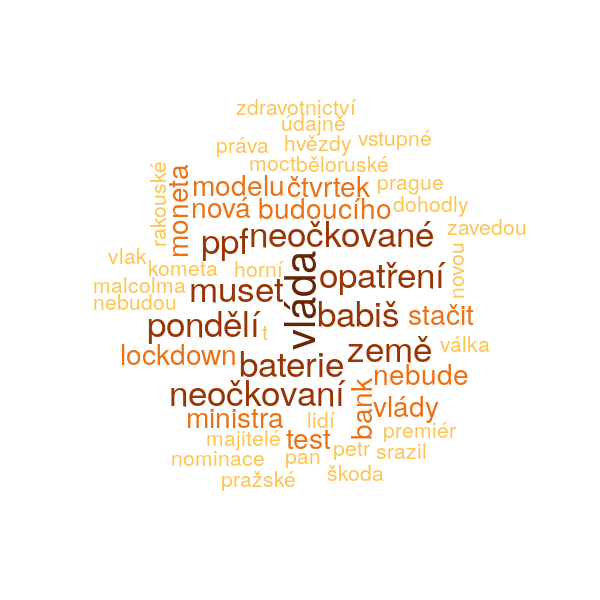 zdravotnictví
údajně
práva hvězdy vstupné
moct běloruské
rakouské
moneta
modelu čtvrtek prague
nová budoucího dohodly
ppf neočkované zavedou
vlak
kometa horní vláda opatření novou
malcolma muset
nebudou babiš stačit
pondělí t
lockdown baterie země válka
neočkovaní bank nebude
ministra lidí vlády
majitelé test petr premiér
nominace pan srazil
pražské škoda